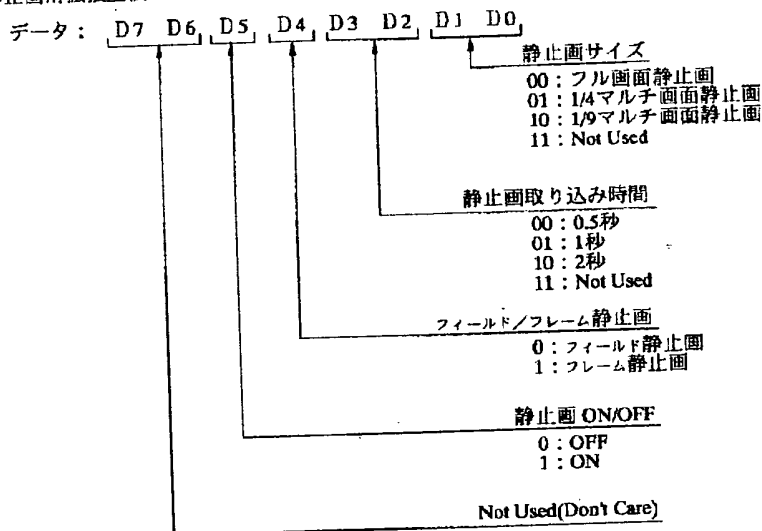 データ： D7 D6 D5 D4 D3 D2 D1 D0
静止画サイズ
00：フル画面静止画
01：1/4マルチ画面静止画
10：1/9マルチ画面静止画
11：Not Used
静止画取り込み時間
00：0.5秒
01：1秒
10：2秒
11：Not Used
フィールド/フレーム静止画
0：フィールド静止画
1：フレーム静止画
静止画 ON/OFF
0：OFF
1：ON
Not Used(Don't Care)